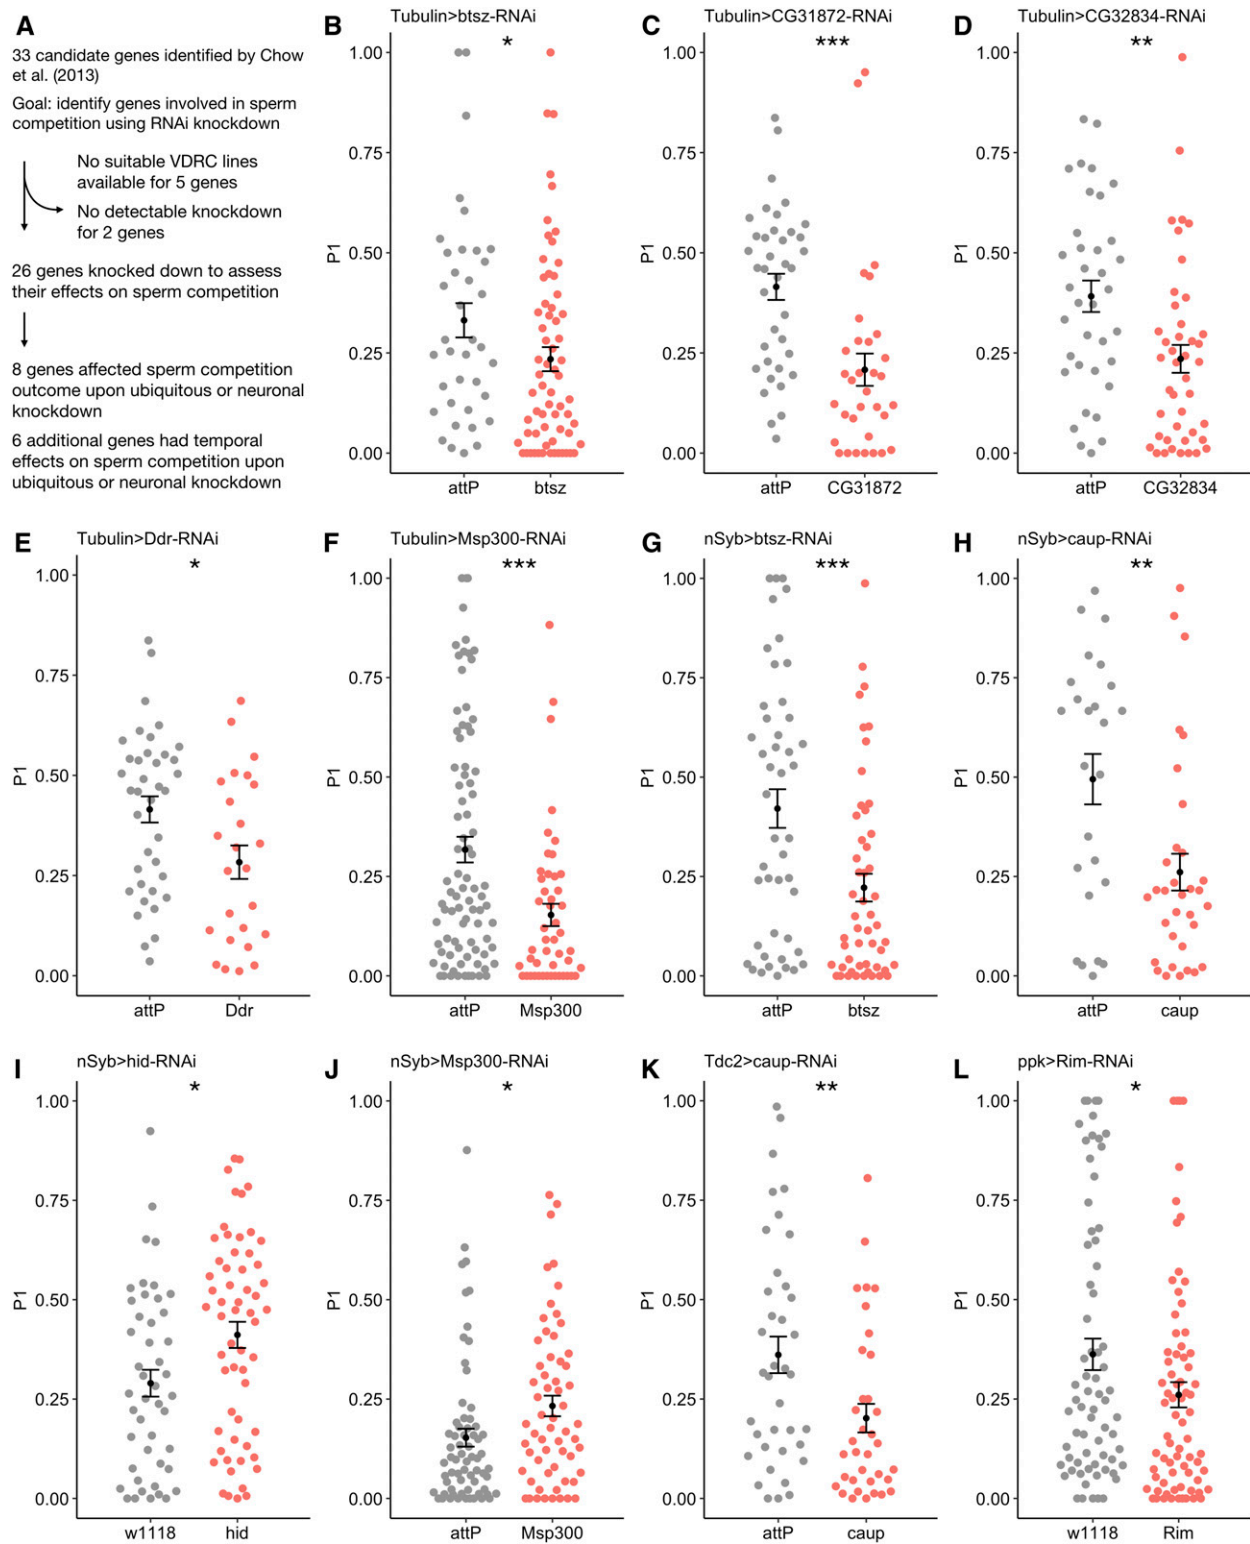 A
33 candidate genes identified by Chow
et al. (2013)
Goal: identify genes involved in sperm
competition using RNAi knockdown
No suitable VDRC lines
available for 5 genes
No detectable knockdown
for 2 genes
26 genes knocked down to assess
their effects on sperm competition
8 genes affected sperm competition
outcome upon ubiquitous or neuronal
knockdown
6 additional genes had temporal
effects on sperm competition upon
ubiquitous or neuronal knockdown
B
Tubulin>btsz-RNAi
*
1.00
0.75
0.50
0.25
0.00
P1
attP btsz
C
Tubulin>CG31872-RNAi
***
1.00
0.75
0.50
0.25
0.00
P1
attP CG31872
D
Tubulin>CG32834-RNAi
**
1.00
0.75
0.50
0.25
0.00
P1
attP CG32834
E
Tubulin>Ddr-RNAi
*
1.00
0.75
0.50
0.25
0.00
P1
attP Ddr
F
Tubulin>Msp300-RNAi
***
1.00
0.75
0.50
0.25
0.00
P1
attP Msp300
G
nSyb>btsz-RNAi
***
1.00
0.75
0.50
0.25
0.00
P1
attP btsz
H
nSyb>caup-RNAi
**
1.00
0.75
0.50
0.25
0.00
P1
attP caup
I
nSyb>hid-RNAi
*
1.00
0.75
0.50
0.25
0.00
P1
w1118 hid
J
nSyb>Msp300-RNAi
*
1.00
0.75
0.50
0.25
0.00
P1
attP Msp300
K
Tdc2>caup-RNAi
**
1.00
0.75
0.50
0.25
0.00
P1
attP caup
L
ppk>Rim-RNAi
*
1.00
0.75
0.50
0.25
0.00
P1
w1118 Rim